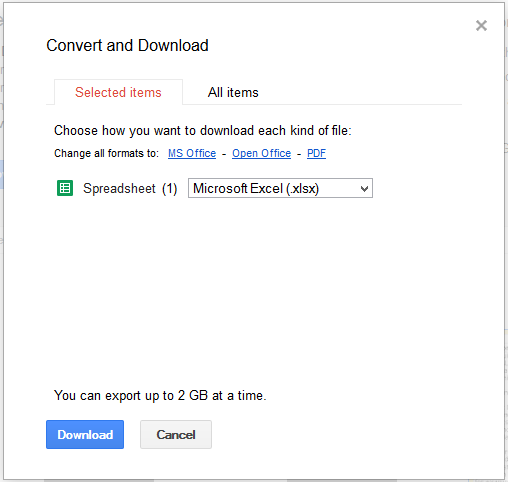 Convert and Download
Selected items All items
Choose how you want to download each kind of file:
Change all formats to: MS Office - Open Office - PDF
Spreadsheet (1) Microsoft Excel (.xlsx)
You can export up to 2 GB at a time.
Download Cancel